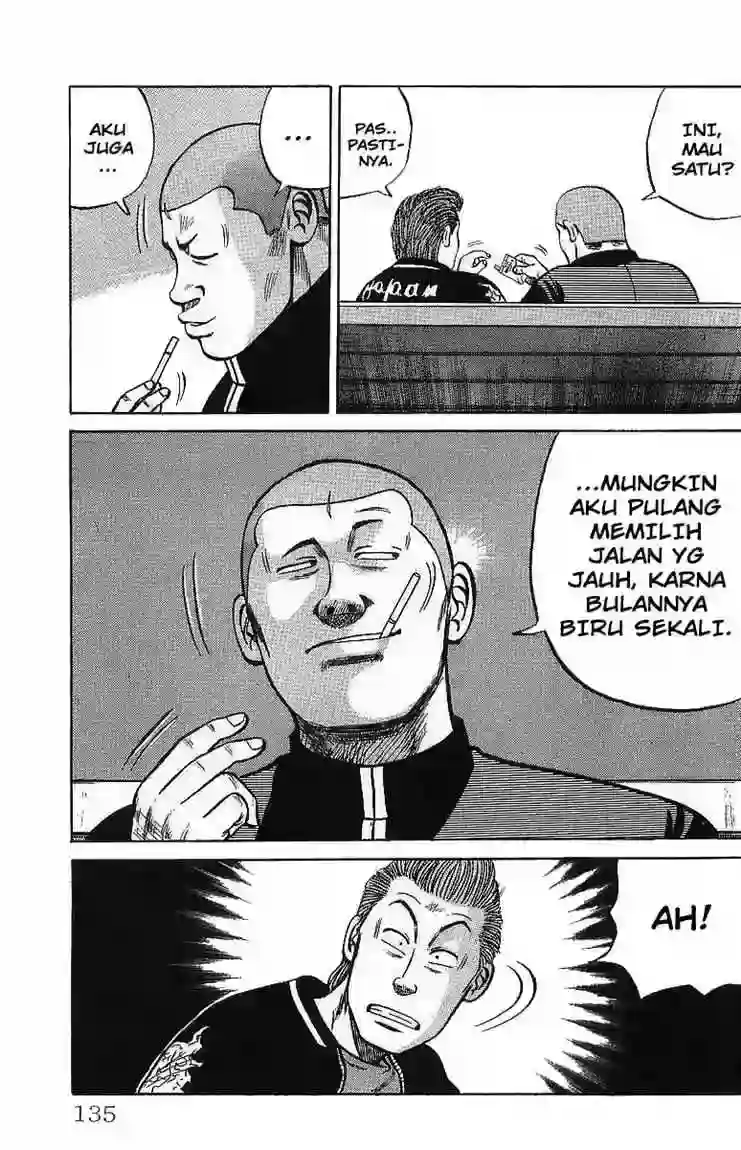 INI,
MAU
SATU?
PAS..
PASTI-
NYA.
Japan
...
AKU
JUGA
...
...MUNGKIN
AKU PULANG
MEMILIH
JALAN YG
JAUH, KARNA
BULANNYA
BIRU SEKALI.
AH!
135